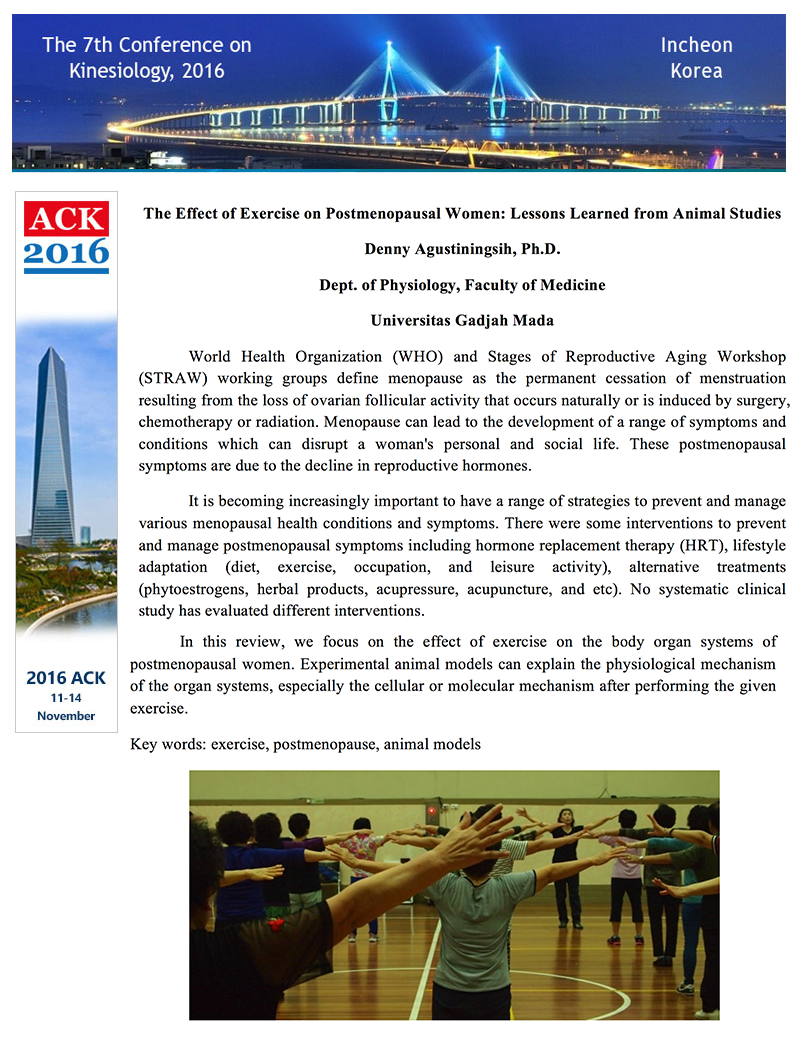 The 7th Conference on
Kinesiology, 2016
Incheon
Korea
ACK
2016
2016 ACK
11-14
November
The Effect of Exercise on Postmenopausal Women: Lessons Learned from Animal Studies
Denny Agustiningsih, Ph.D.
Dept. of Physiology, Faculty of Medicine
Universitas Gadjah Mada
World Health Organization (WHO) and Stages of Reproductive Aging Workshop
(STRAW) working groups define menopause as the permanent cessation of menstruation
resulting from the loss of ovarian follicular activity that occurs naturally or is induced by surgery,
chemotherapy or radiation. Menopause can lead to the development of a range of symptoms and
conditions which can disrupt a woman's personal and social life. These postmenopausal
symptoms are due to the decline in reproductive hormones.
It is becoming increasingly important to have a range of strategies to prevent and manage
various menopausal health conditions and symptoms. There were some interventions to prevent
and manage postmenopausal symptoms including hormone replacement therapy (HRT), lifestyle
adaptation (diet, exercise, occupation, and leisure activity), alternative treatments
(phytoestrogens, herbal products, acupressure, acupuncture, and etc). No systematic clinical
study has evaluated different interventions.
In this review, we focus on the effect of exercise on the body organ systems of
postmenopausal women. Experimental animal models can explain the physiological mechanism
of the organ systems, especially the cellular or molecular mechanism after performing the given
exercise.
Key words: exercise, postmenopause, animal models